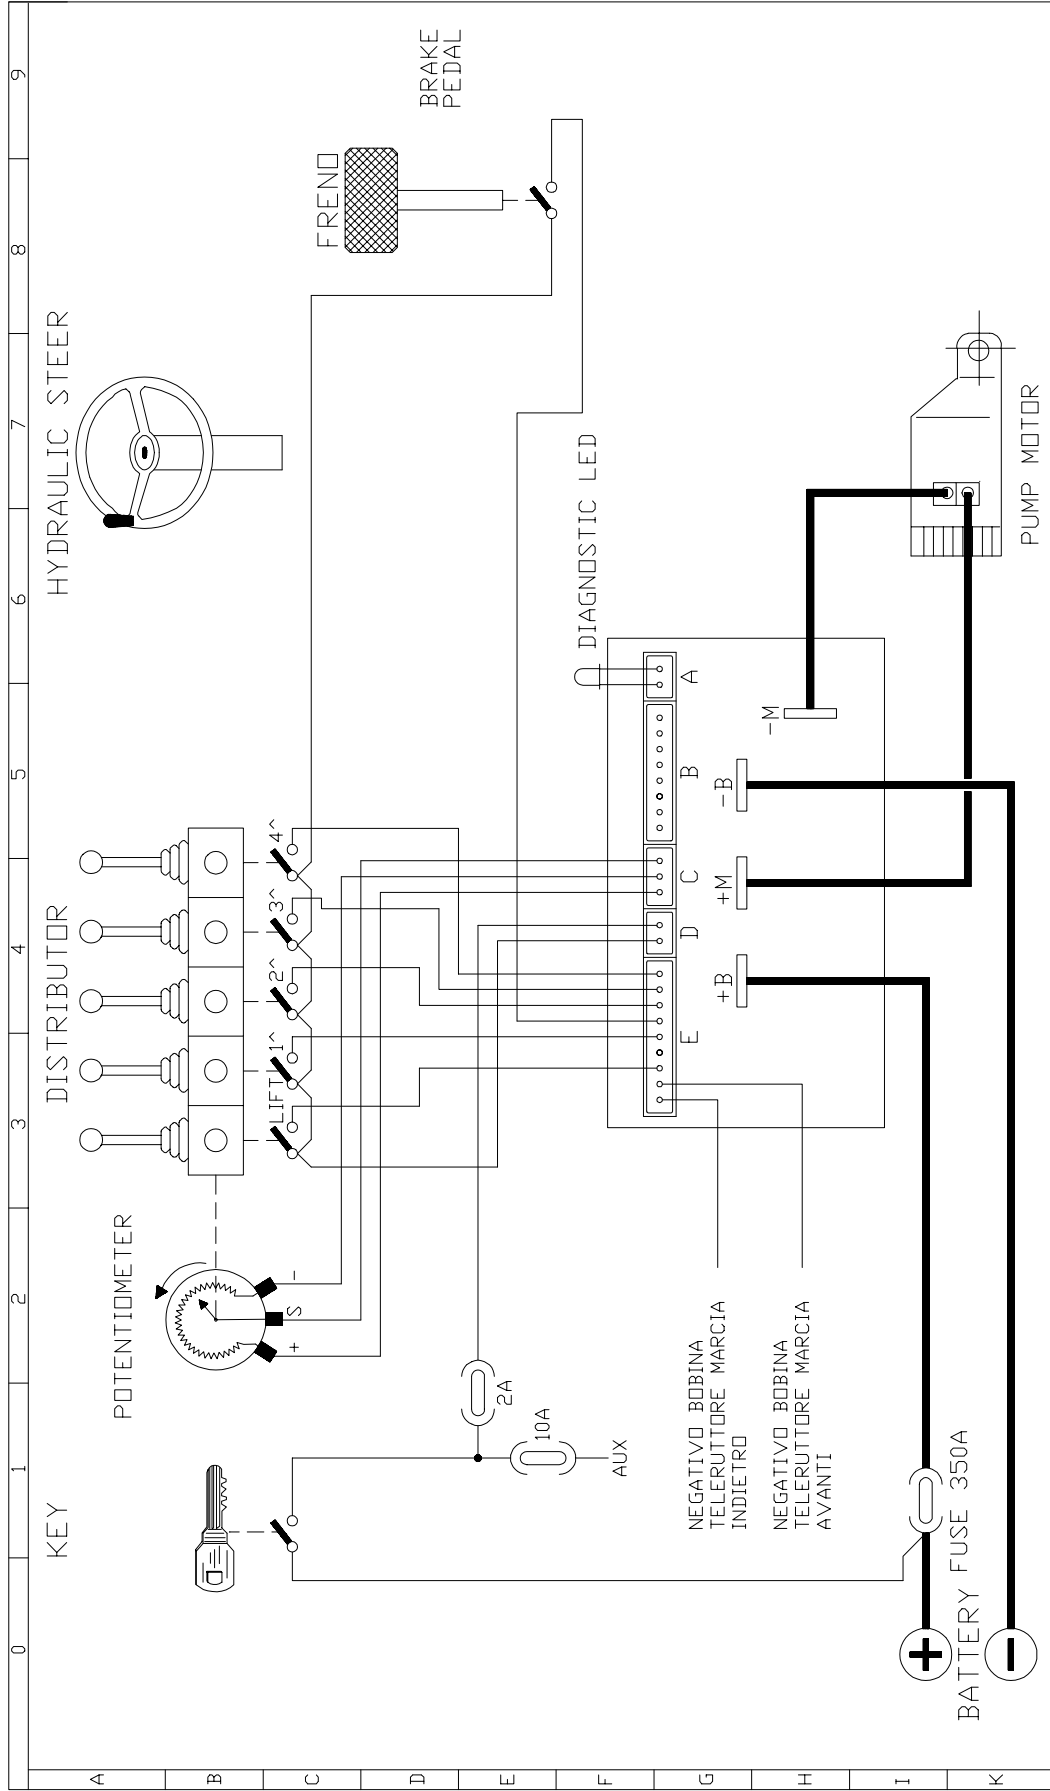 0 1 2 3 4 5 6 7 8 9
A
B
C
D
E
F
G
H
I
K
KEY
POTENTIOMETER
DISTRIBUTOR
HYDRAULIC STEER
FRENO
BRAKE
PEDAL
+ S -
LIFT 1^ 2^ 3^ 4^
2A
10A
AUX
DIAGNOSTIC LED
E D C B A
+B +M -B -M
NEGATIVO BOBINA
TELERUTTORE MARCIA
INDIETRO
NEGATIVO BOBINA
TELERUTTORE MARCIA
AVANTI
FUSE 350A
+
BATTERY
-
PUMP MOTOR